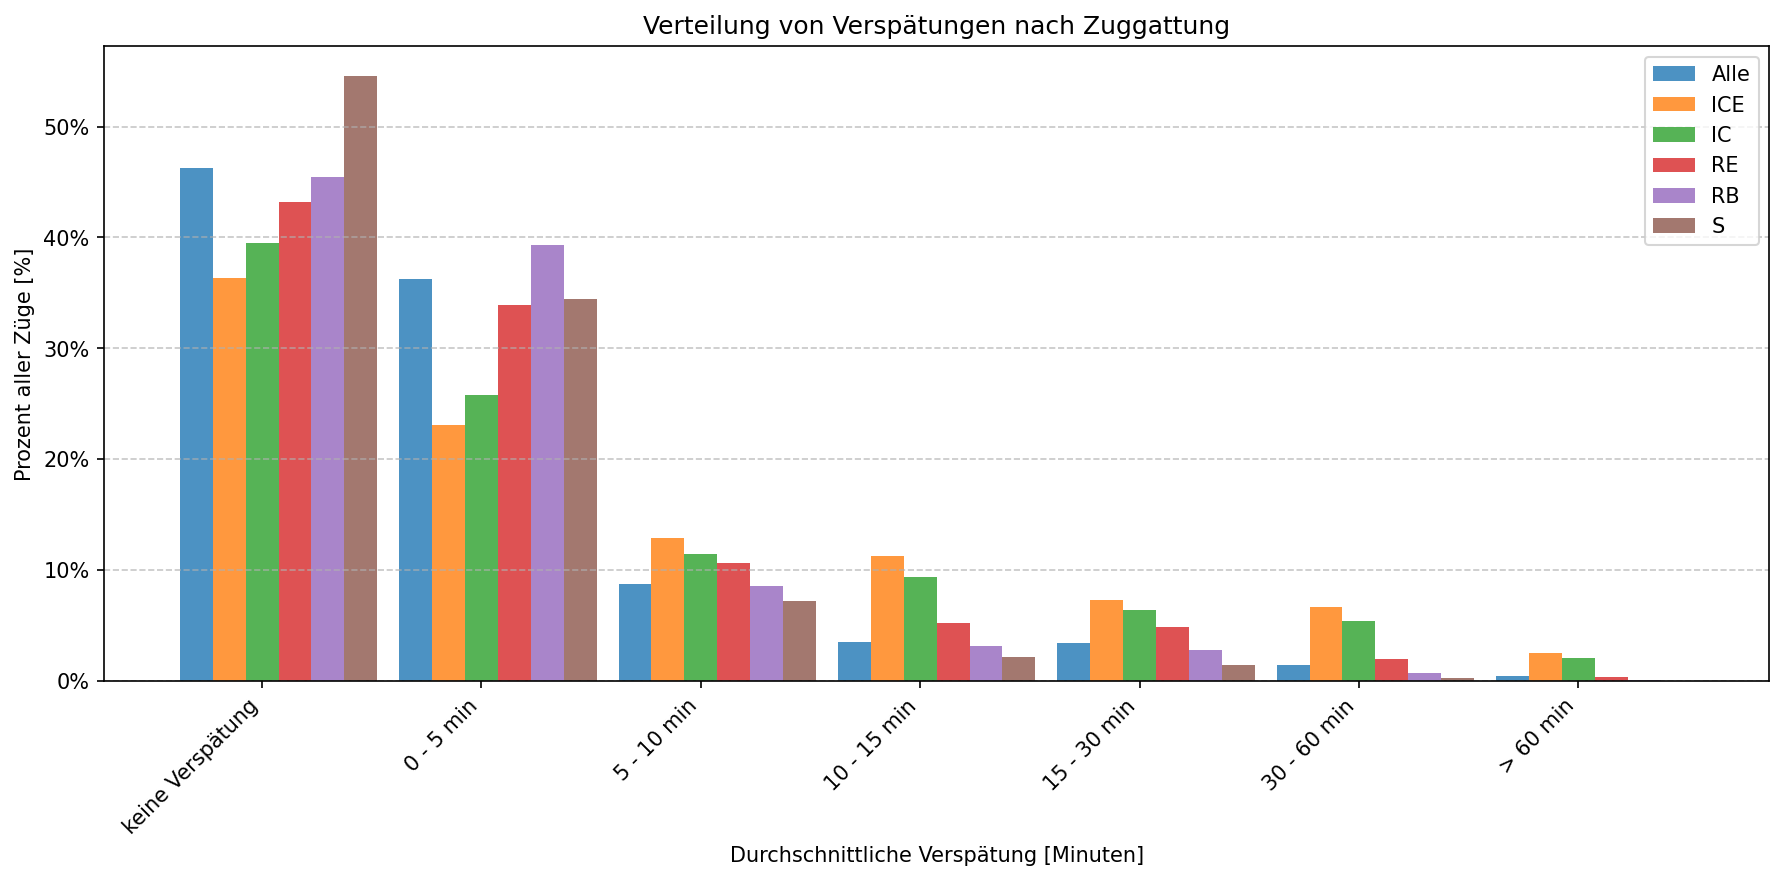 Verteilung von Verspätungen nach Zuggattung
Alle
ICE
IC
RE
RB
S
Prozent aller Züge [%]
50%
40%
30%
20%
10%
0%
keine Verspätung
0 - 5 min
5 - 10 min
10 - 15 min
15 - 30 min
30 - 60 min
> 60 min
Durchschnittliche Verspätung [Minuten]